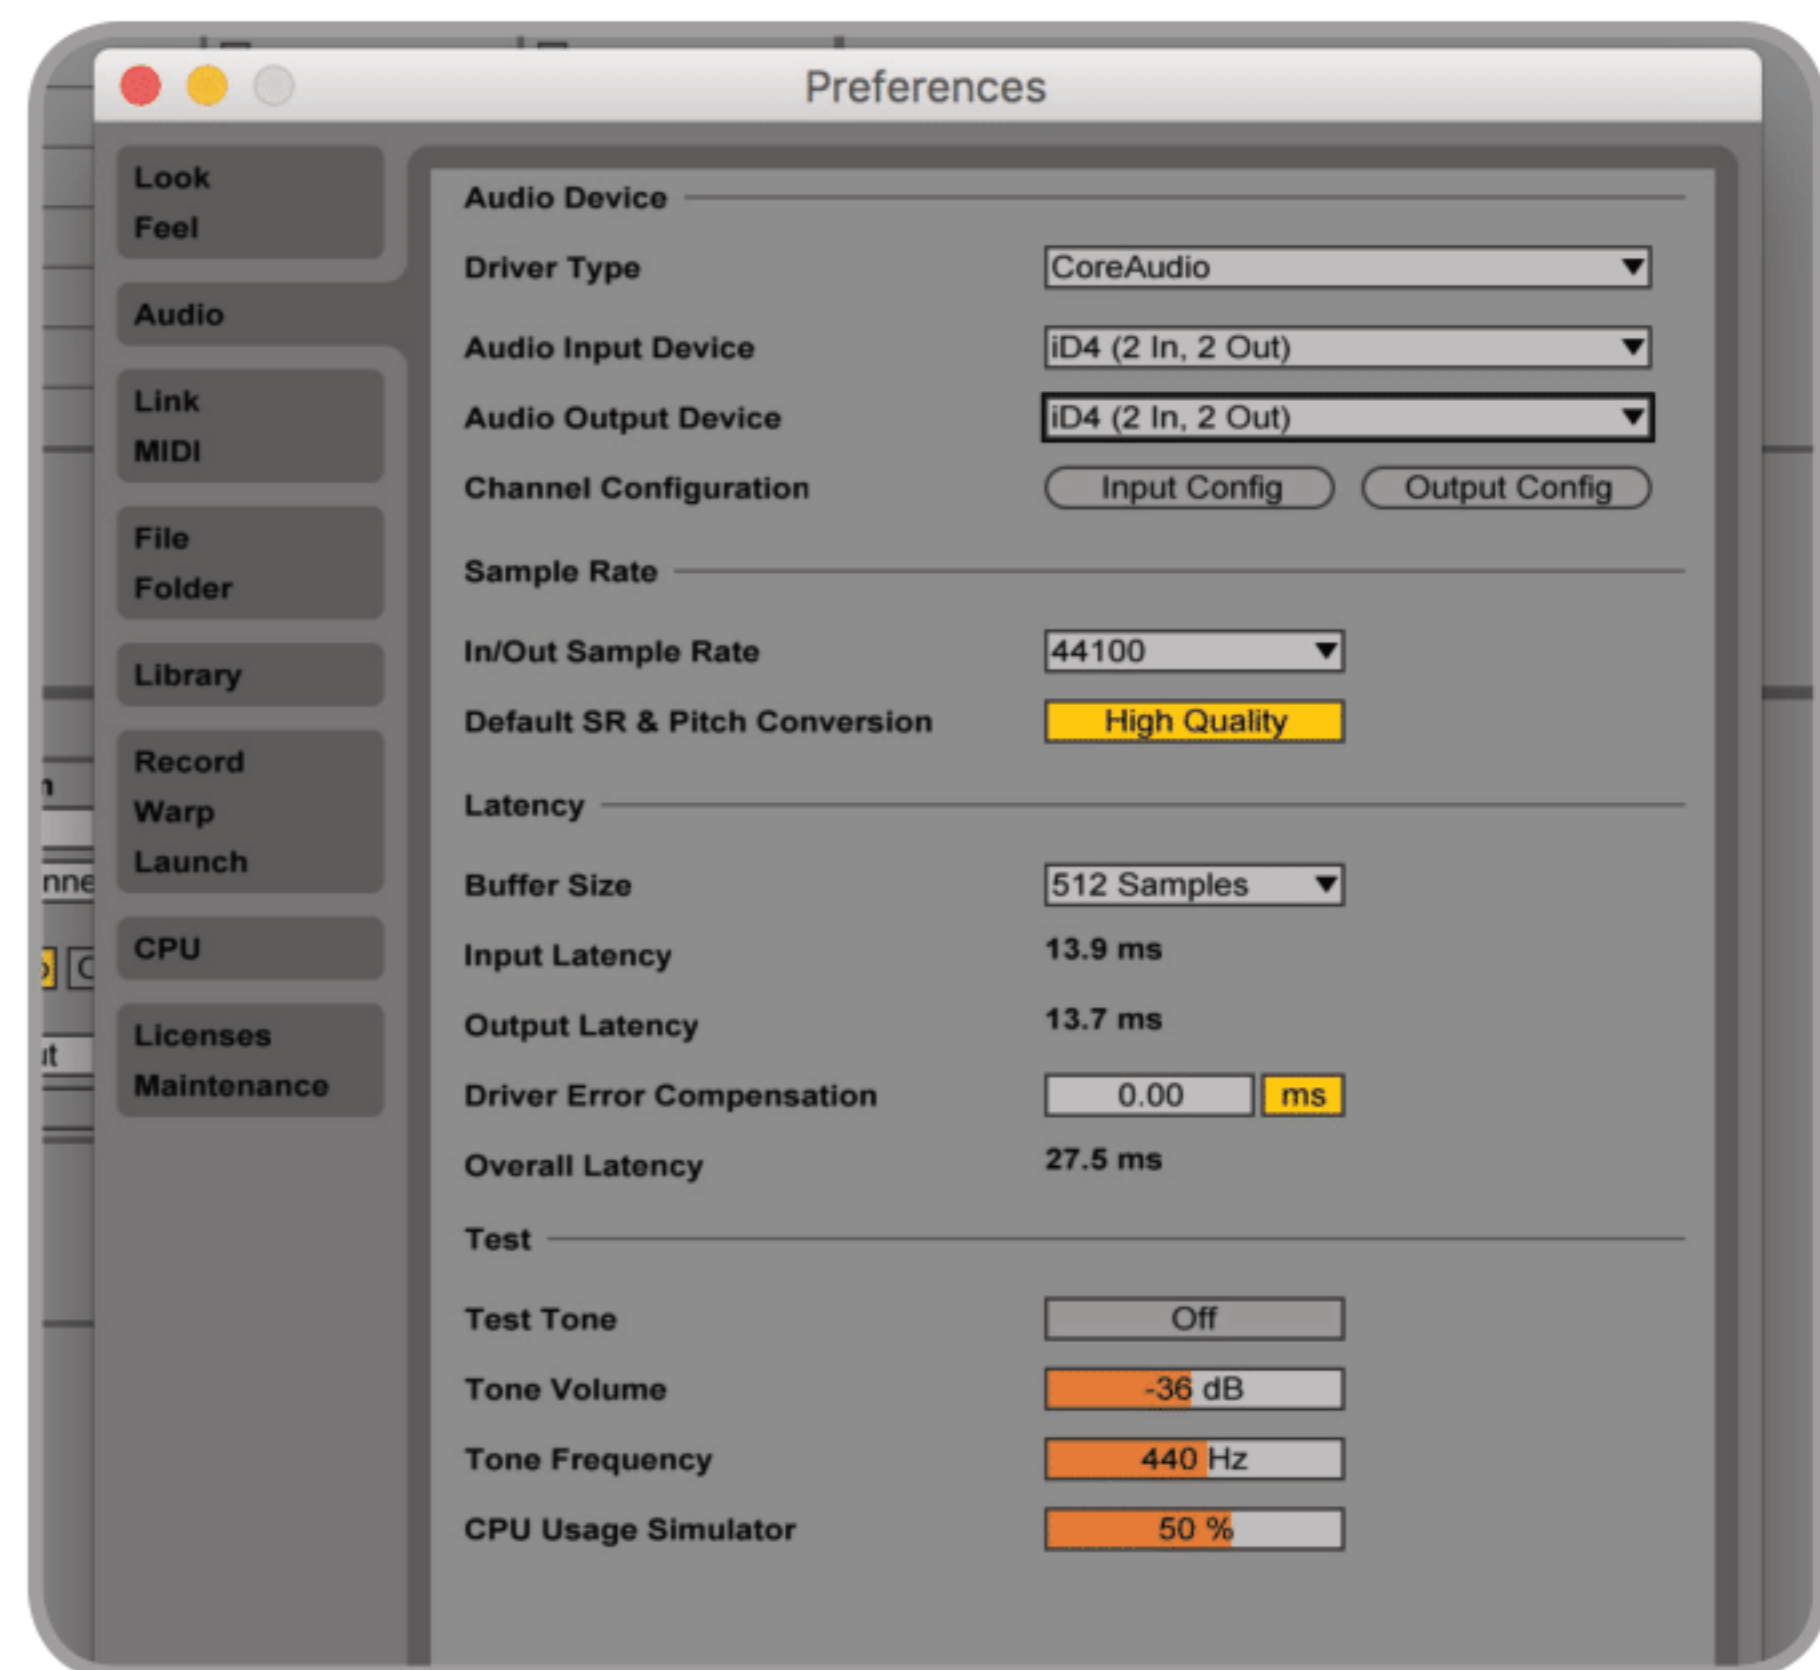 Preferences
Look
Feel
Audio
Link
MIDI
File
Folder
Library
Record
Warp
Launch
CPU
Licenses
Maintenance
Audio Device
Driver Type CoreAudio
Audio Input Device iD4 (2 In, 2 Out)
Audio Output Device iD4 (2 In, 2 Out)
Channel Configuration Input Config Output Config
Sample Rate
In/Out Sample Rate 44100
Default SR & Pitch Conversion High Quality
Latency
Buffer Size 512 Samples
Input Latency 13.9 ms
Output Latency 13.7 ms
Driver Error Compensation 0.00 ms
Overall Latency 27.5 ms
Test
Test Tone Off
Tone Volume -36 dB
Tone Frequency 440 Hz
CPU Usage Simulator 50 %